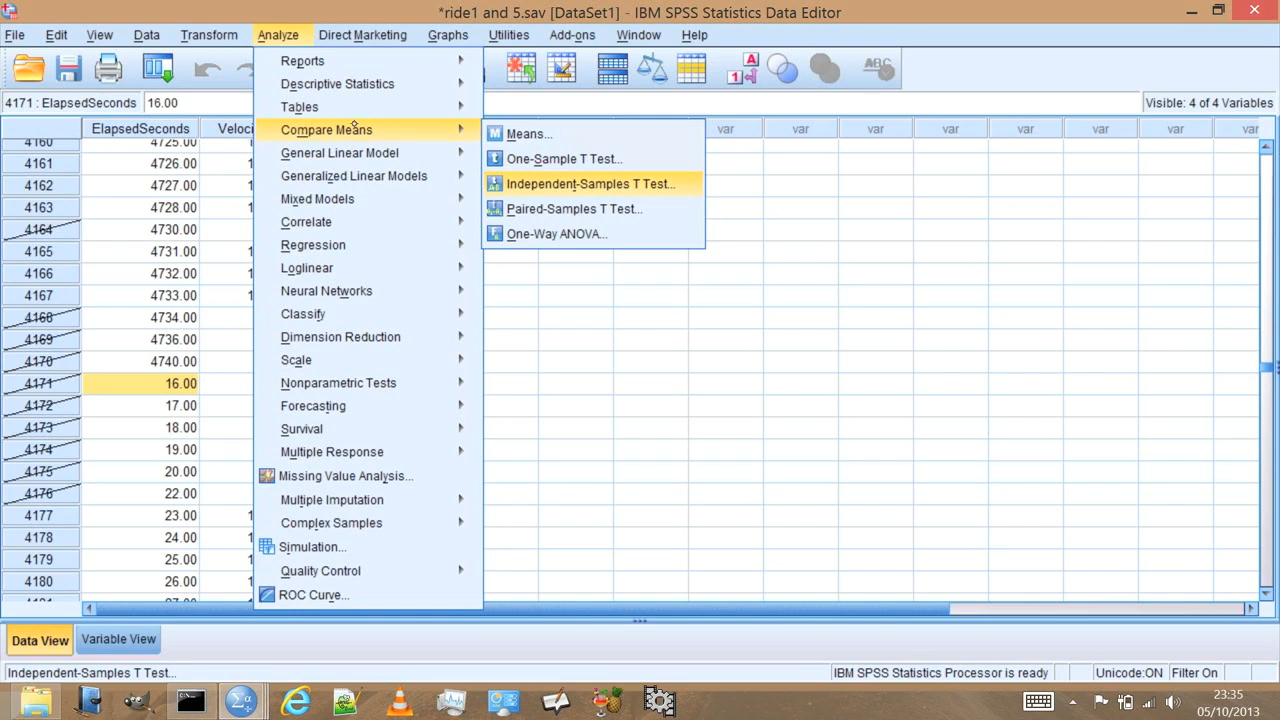 *ride1 and 5.sav [DataSet1] - IBM SPSS Statistics Data Editor
File Edit View Data Transform Analyze Direct Marketing Graphs Utilities Add-ons Window Help
4171 : ElapsedSeconds 16.00 Visible: 4 of 4 Variables
ElapsedSeconds Veloci var var var var var var var var
4160 4725.00
4161 4726.00
4162 4727.00
4163 4728.00
4164 4730.00
4165 4731.00
4166 4732.00
4167 4733.00
4168 4734.00
4169 4736.00
4170 4740.00
4171 16.00
4172 17.00
4173 18.00
4174 19.00
4175 20.00
4176 22.00
4177 23.00
4178 24.00
4179 25.00
4180 26.00
Reports
Descriptive Statistics
Tables
Compare Means
General Linear Model
Generalized Linear Models
Mixed Models
Correlate
Regression
Loglinear
Neural Networks
Classify
Dimension Reduction
Scale
Nonparametric Tests
Forecasting
Survival
Multiple Response
Missing Value Analysis...
Multiple Imputation
Complex Samples
Simulation...
Quality Control
ROC Curve...
Means...
One-Sample T Test...
Independent-Samples T Test...
Paired-Samples T Test...
One-Way ANOVA...
Data View Variable View
Independent-Samples T Test... IBM SPSS Statistics Processor is ready Unicode:ON Filter On
23:35
05/10/2013